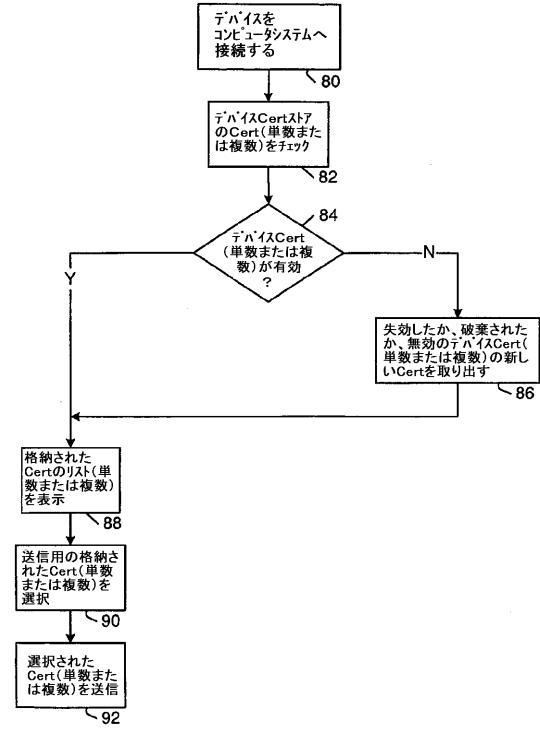 デバイスを
コンピュータシステムへ
接続する
80
デバイスCertストア
のCert(単数また
は複数)をチェック
82
84
デバイスCert
(単数または複
数)が有効
?
Y
N
失効したか、破棄された
か、無効のデバイスCert(
単数または複数)の新し
いCertを取り出す
86
格納された
Certのリスト(単
数または複数)
を表示
88
送信用の格納さ
れたCert(単数
または複数)を
選択
90
選択された
Cert(単数また
は複数)を送信
92